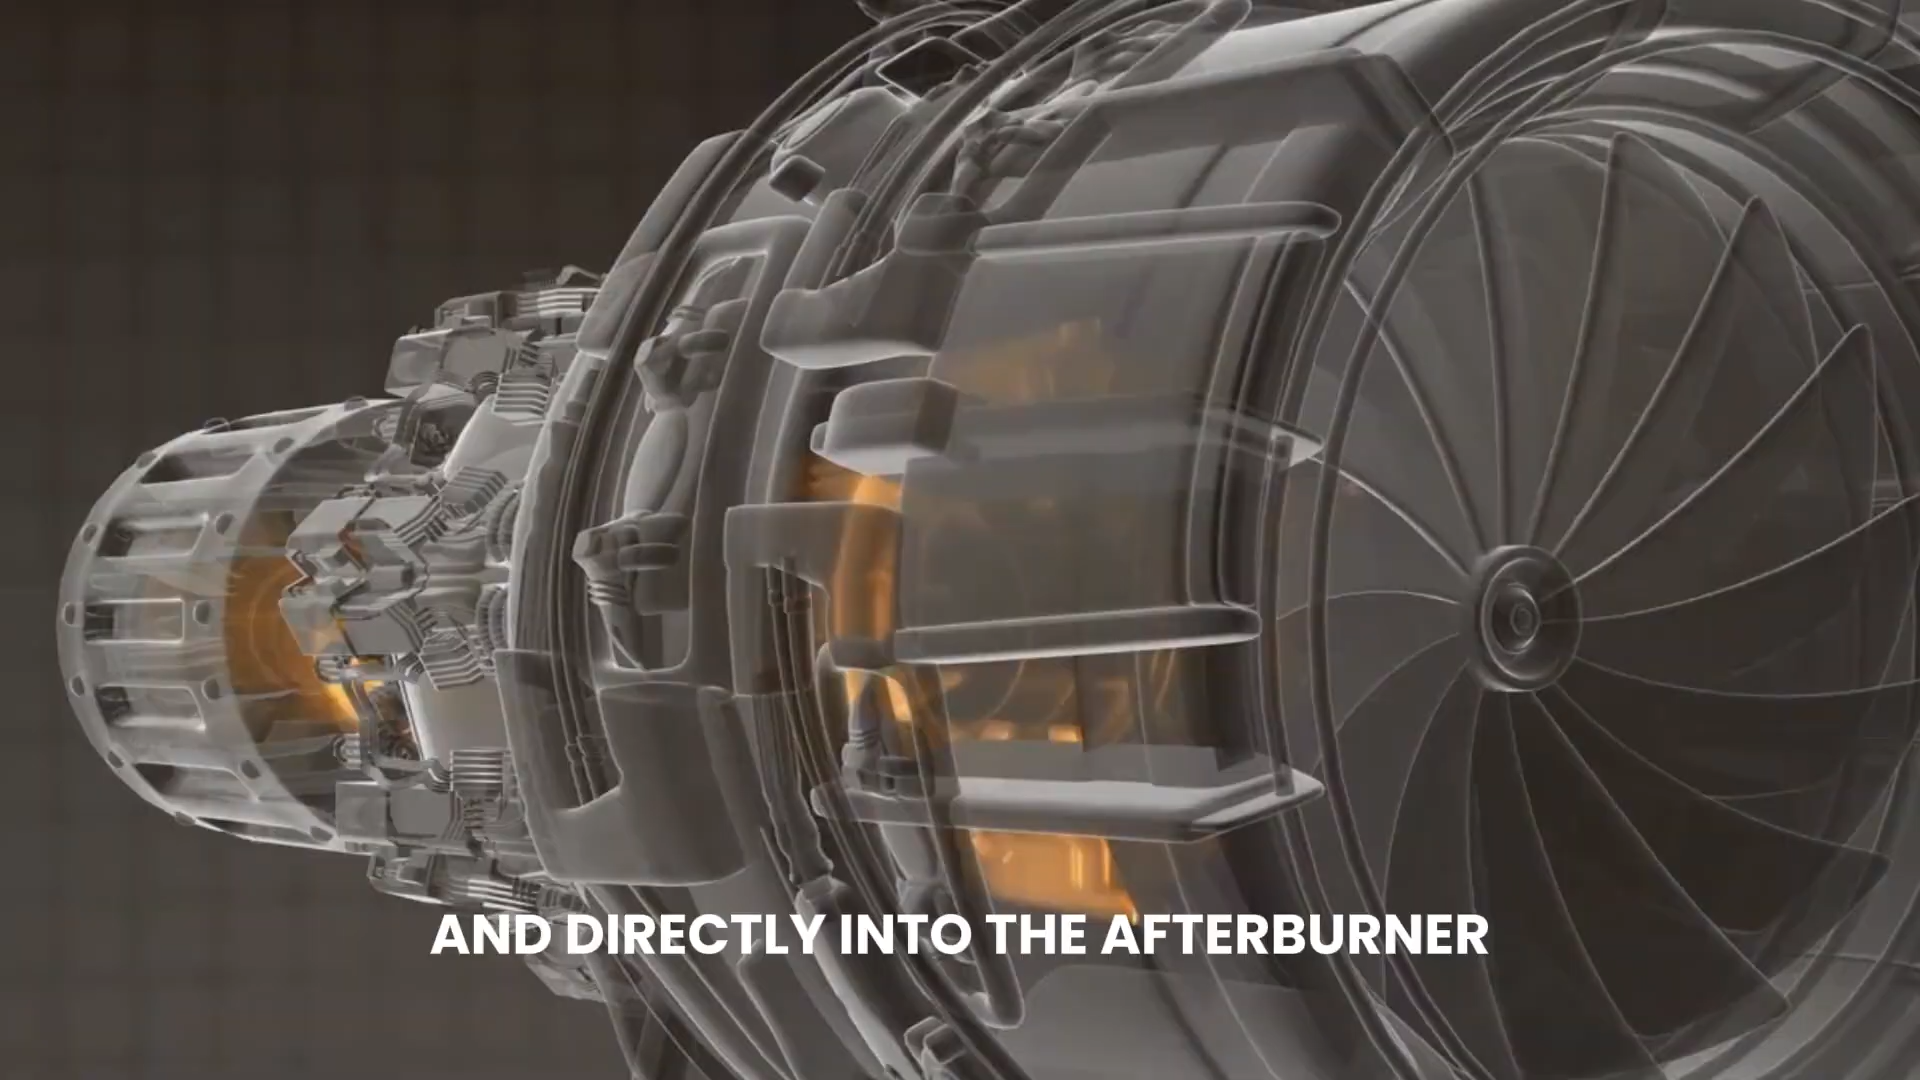 AND DIRECTLY INTO THE AFTERBURNER